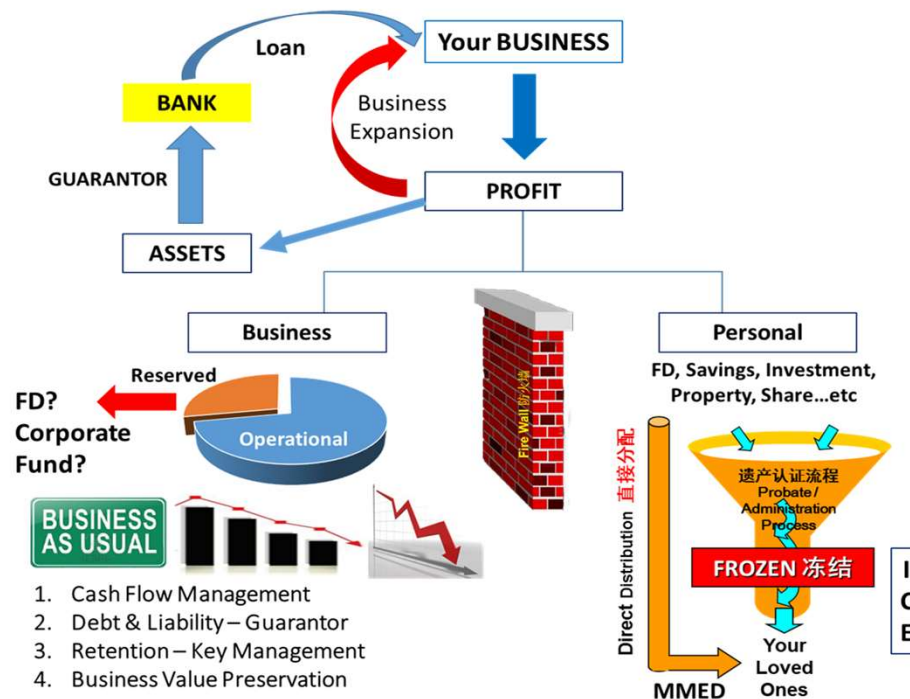 Loan
Your BUSINESS
BANK
Business
Expansion
GUARANTOR
PROFIT
ASSETS
Business
Personal
Reserved
Operational
FD?
Corporate
Fund?
Fire Wall 防火墙
FD, Savings, Investment,
Property, Share...etc
Direct Distribution 直接分配
遗产认证流程
Probate /
Administration
Process
FROZEN 冻结
Your
Loved
Ones
MMED
I
C
E
BUSINESS
AS USUAL
1. Cash Flow Management
2. Debt & Liability – Guarantor
3. Retention – Key Management
4. Business Value Preservation